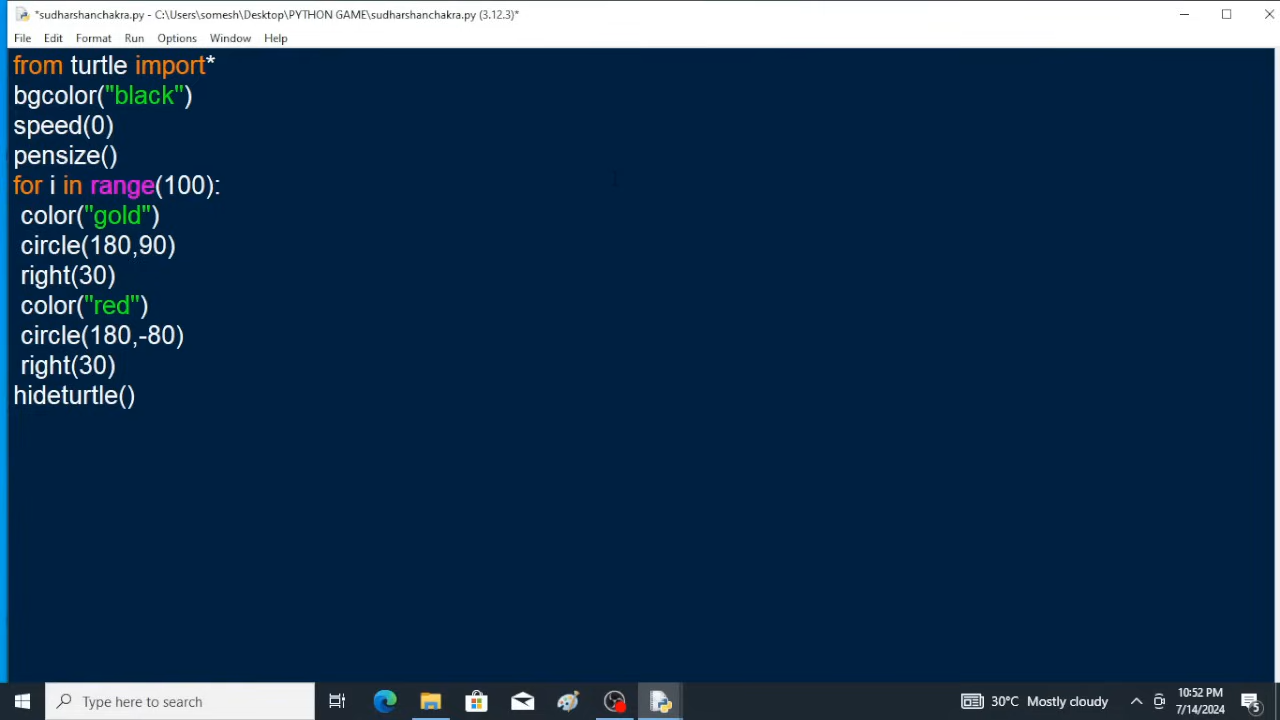 *sudharshanchakra.py - C:\Users\somesh\Desktop\PYTHON GAME\sudharshanchakra.py (3.12.3)*
File Edit Format Run Options Window Help
from turtle import*
bgcolor("black")
speed(0)
pensize()
for i in range(100):
 color("gold")
 circle(180,90)
 right(30)
 color("red")
 circle(180,-80)
 right(30)
hideturtle()
Type here to search
30°C Mostly cloudy
10:52 PM
7/14/2024
5